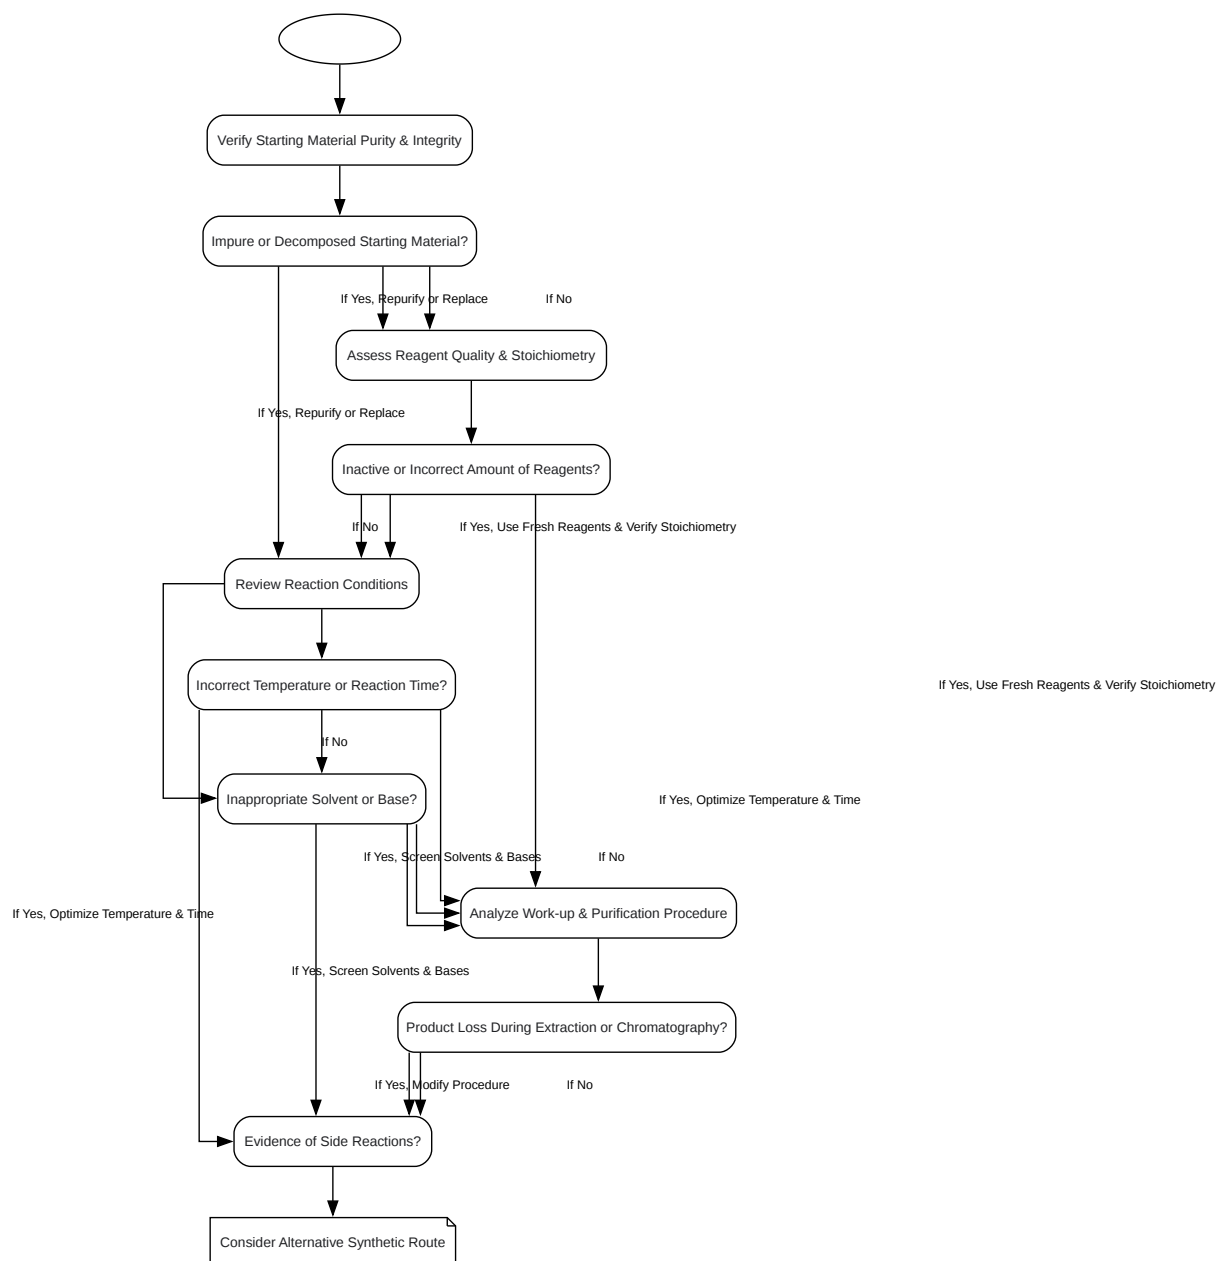 Verify Starting Material Purity & Integrity
Impure or Decomposed Starting Material?
If Yes, Repurify or Replace
If No
Assess Reagent Quality & Stoichiometry
If Yes, Repurify or Replace
Inactive or Incorrect Amount of Reagents?
If No
If Yes, Use Fresh Reagents & Verify Stoichiometry
Review Reaction Conditions
Incorrect Temperature or Reaction Time?
If Yes, Use Fresh Reagents & Verify Stoichiometry
If No
Inappropriate Solvent or Base?
If Yes, Optimize Temperature & Time
If Yes, Screen Solvents & Bases
If No
If Yes, Optimize Temperature & Time
Analyze Work-up & Purification Procedure
If Yes, Screen Solvents & Bases
Product Loss During Extraction or Chromatography?
If Yes, Modify Procedure
If No
Evidence of Side Reactions?
Consider Alternative Synthetic Route